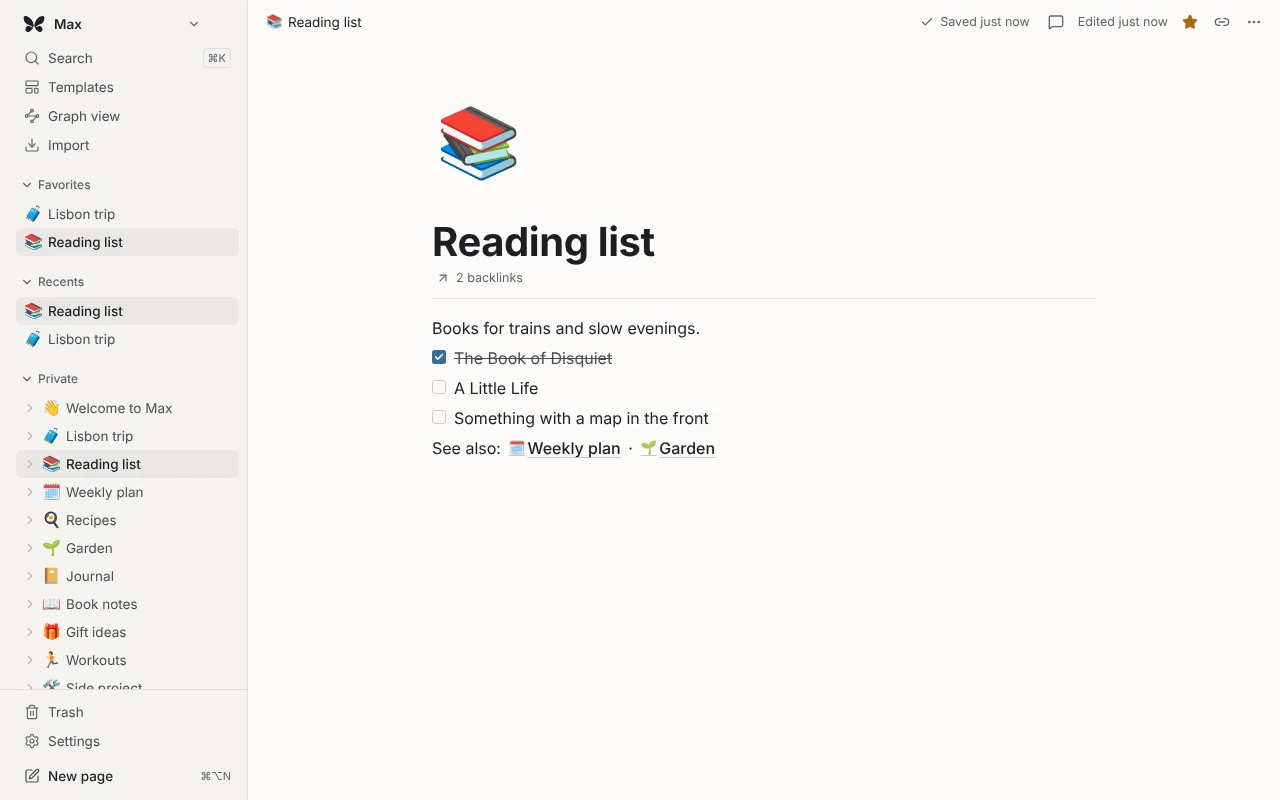 Max
Search ⌘K
Templates
Graph view
Import
Favorites
Lisbon trip
Reading list
Recents
Reading list
Lisbon trip
Private
Welcome to Max
Lisbon trip
Reading list
Weekly plan
Recipes
Garden
Journal
Book notes
Gift ideas
Workouts
Side project
Trash
Settings
New page ⌘⌥N
Reading list
Saved just now
Edited just now
Reading list
2 backlinks
Books for trains and slow evenings.
The Book of Disquiet
A Little Life
Something with a map in the front
See also: Weekly plan · Garden